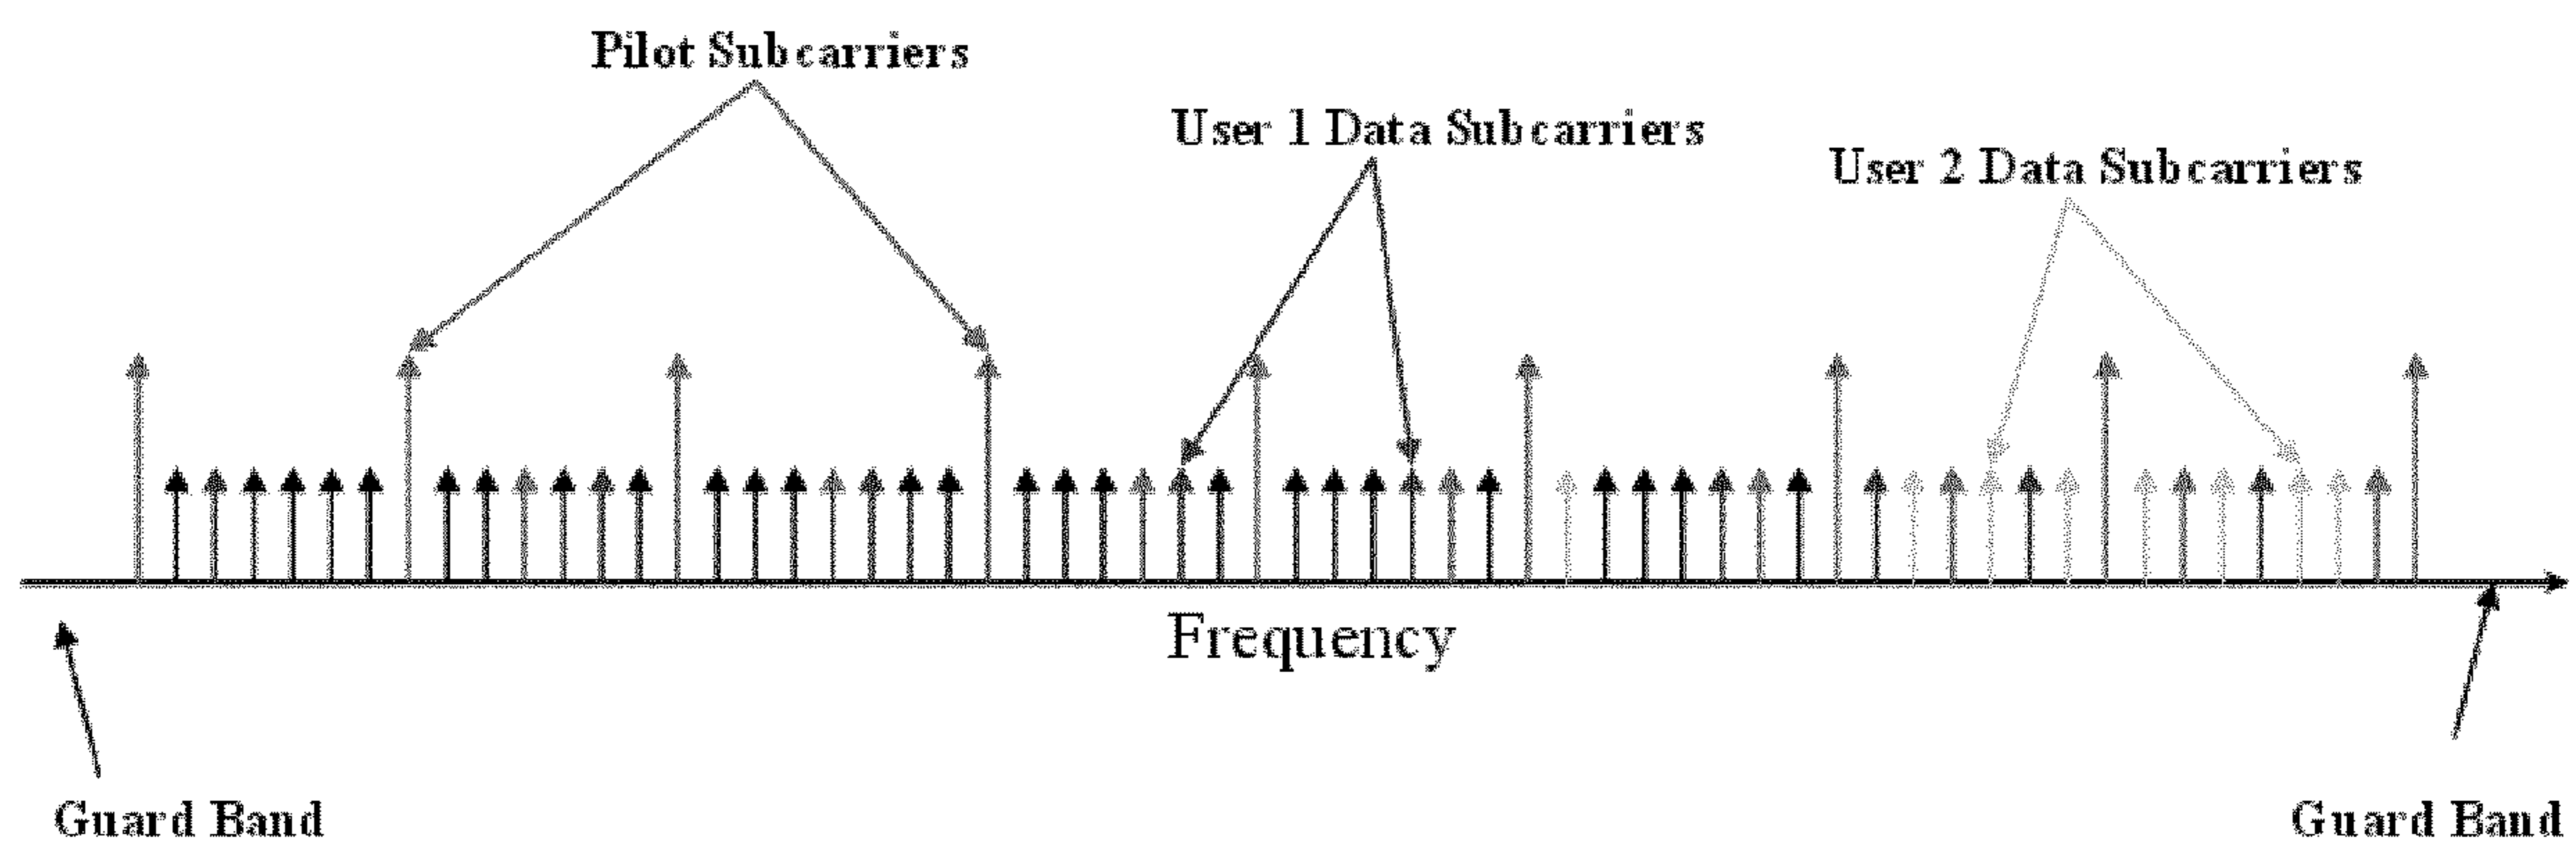 Pilot Subcarriers
User 1 Data Subcarriers
User 2 Data Subcarriers
Frequency
Guard Band
Guard Band